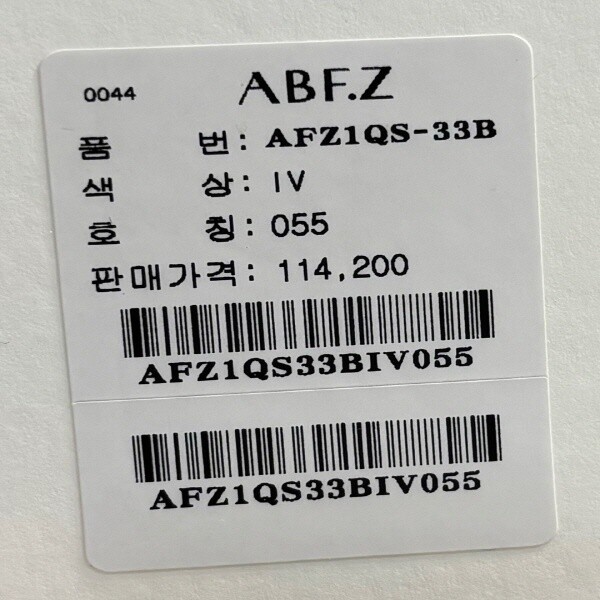 0044 ABF.Z
품 번: AFZ1QS-33B
색 상: IV
호 칭: 055
판매가격: 114,200
AFZ1QS33BIV055
AFZ1QS33BIV055